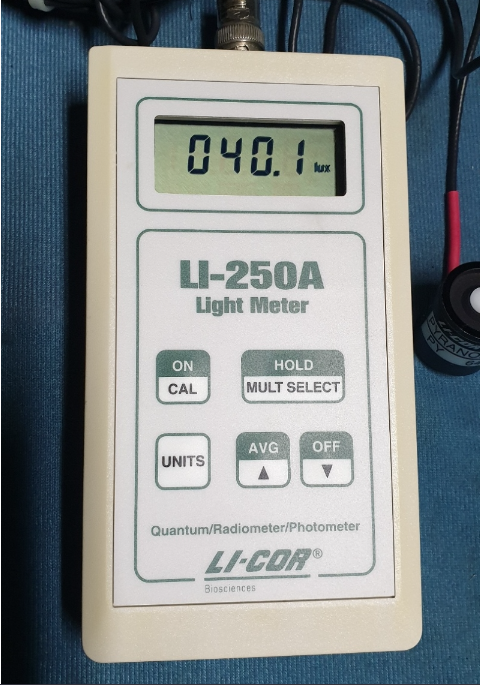 040.1 lux
LI-250A
Light Meter
ON
CAL
HOLD
MULT SELECT
UNITS
AVG
▲
OFF
▼
Quantum/Radiometer/Photometer
LI-COR®
Biosciences
PY